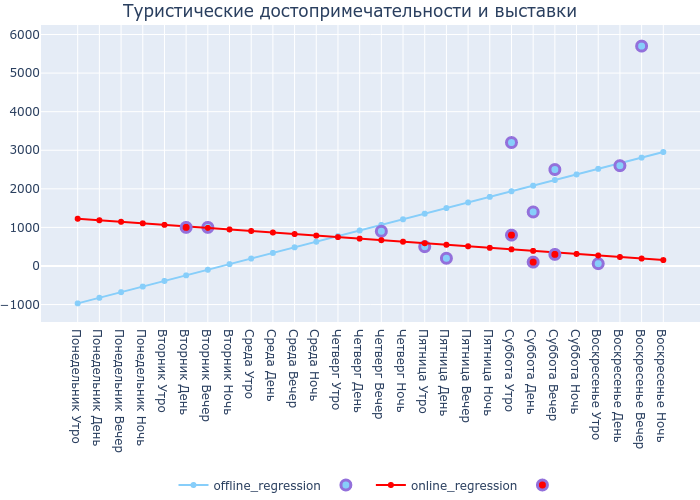 Туристические достопримечательности и выставки
6000
5000
4000
3000
2000
1000
0
−1000
Понедельник Утро
Понедельник День
Понедельник Вечер
Понедельник Ночь
Вторник Утро
Вторник День
Вторник Вечер
Вторник Ночь
Среда Утро
Среда День
Среда Вечер
Среда Ночь
Четверг Утро
Четверг День
Четверг Вечер
Четверг Ночь
Пятница Утро
Пятница День
Пятница Вечер
Пятница Ночь
Суббота Утро
Суббота День
Суббота Вечер
Суббота Ночь
Воскресенье Утро
Воскресенье День
Воскресенье Вечер
Воскресенье Ночь
offline_regression online_regression